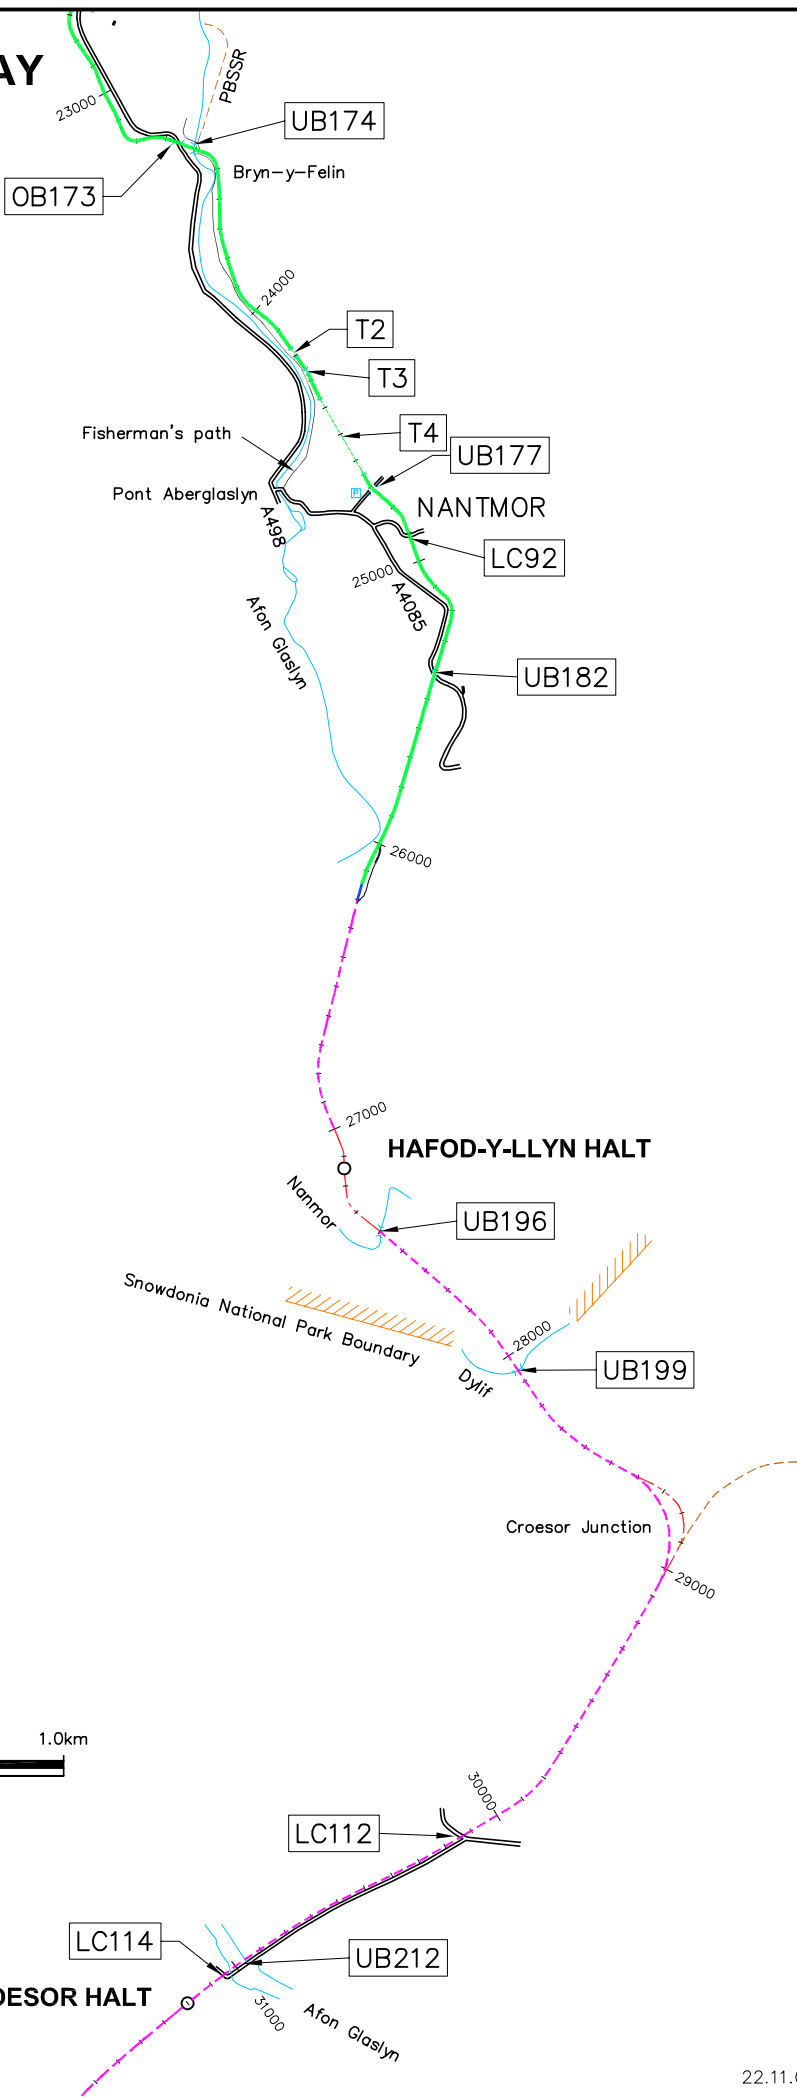 AY
PBSSR
23000
UB174
OB173
Bryn-y-Felin
24000
T2
T3
Fisherman's path
T4
UB177
Pont Aberglaslyn
P
NANTMOR
A498
LC92
25000
A4085
Afon Glaslyn
UB182
26000
27000
HAFOD-Y-LLYN HALT
Nanmor
UB196
Snowdonia National Park Boundary
28000
UB199
Dylif
Croesor Junction
29000
1.0km
30000
LC112
LC114
UB212
OESOR HALT
31000
Afon Glaslyn
22.11.0